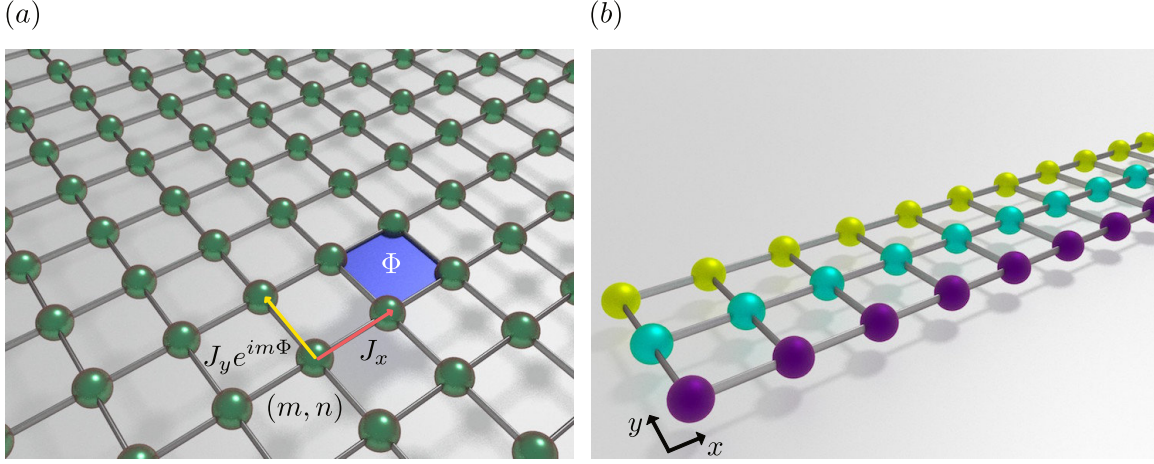 (a)
(b)
Φ
J_y e^{imΦ}
J_x
(m, n)
y
x